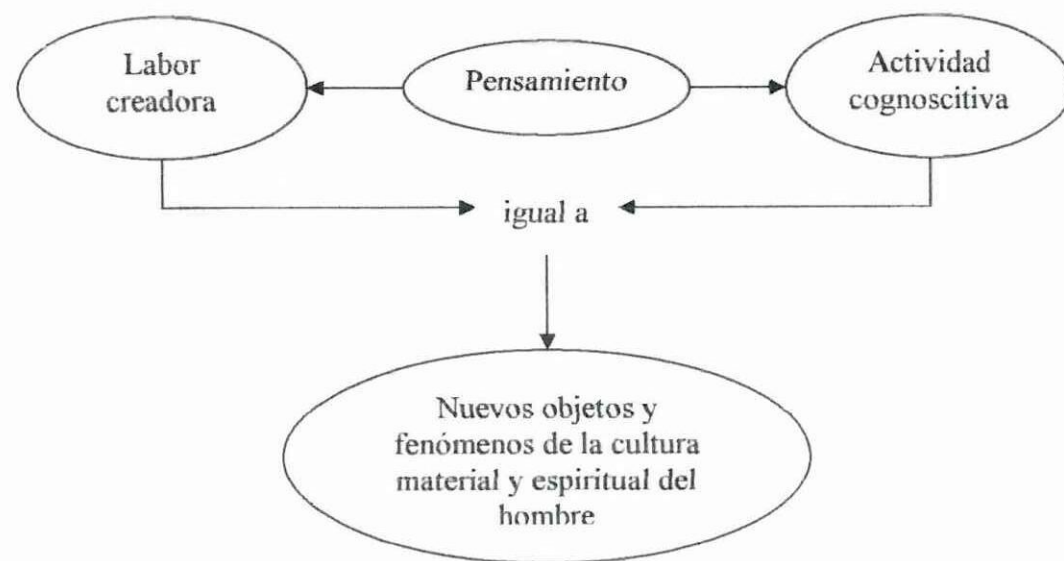 Labor
creadora
Pensamiento
Actividad
cognoscitiva
igual a
Nuevos objetos y
fenómenos de la cultura
material y espiritual del
hombre